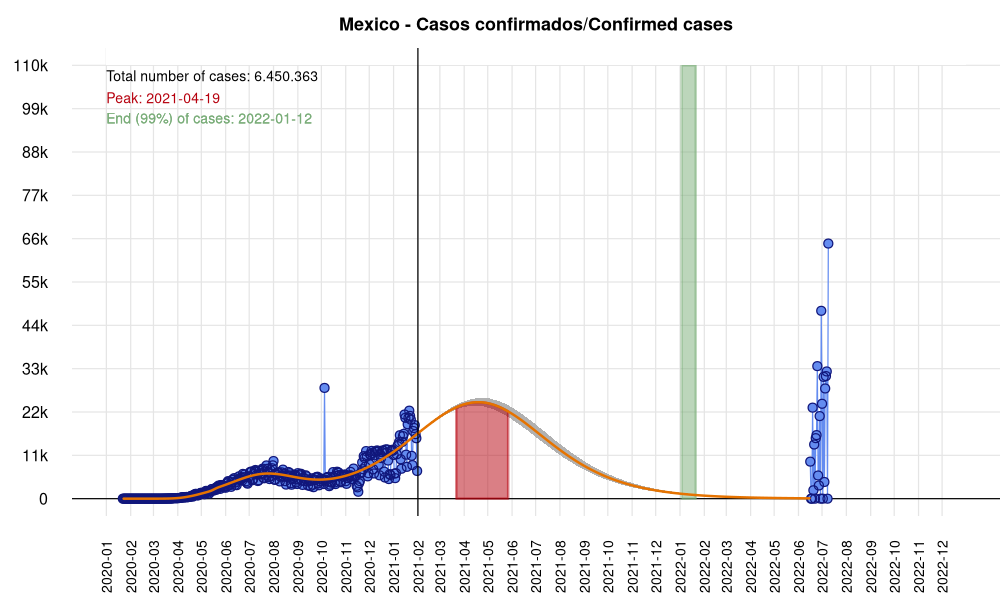 Mexico - Casos confirmados/Confirmed cases
110k
99k
88k
77k
66k
55k
44k
33k
22k
11k
0
Total number of cases: 6.450.363
Peak: 2021-04-19
End (99%) of cases: 2022-01-12
2020-01
2020-02
2020-03
2020-04
2020-05
2020-06
2020-07
2020-08
2020-09
2020-10
2020-11
2020-12
2021-01
2021-02
2021-03
2021-04
2021-05
2021-06
2021-07
2021-08
2021-09
2021-10
2021-11
2021-12
2022-01
2022-02
2022-03
2022-04
2022-05
2022-06
2022-07
2022-08
2022-09
2022-10
2022-11
2022-12